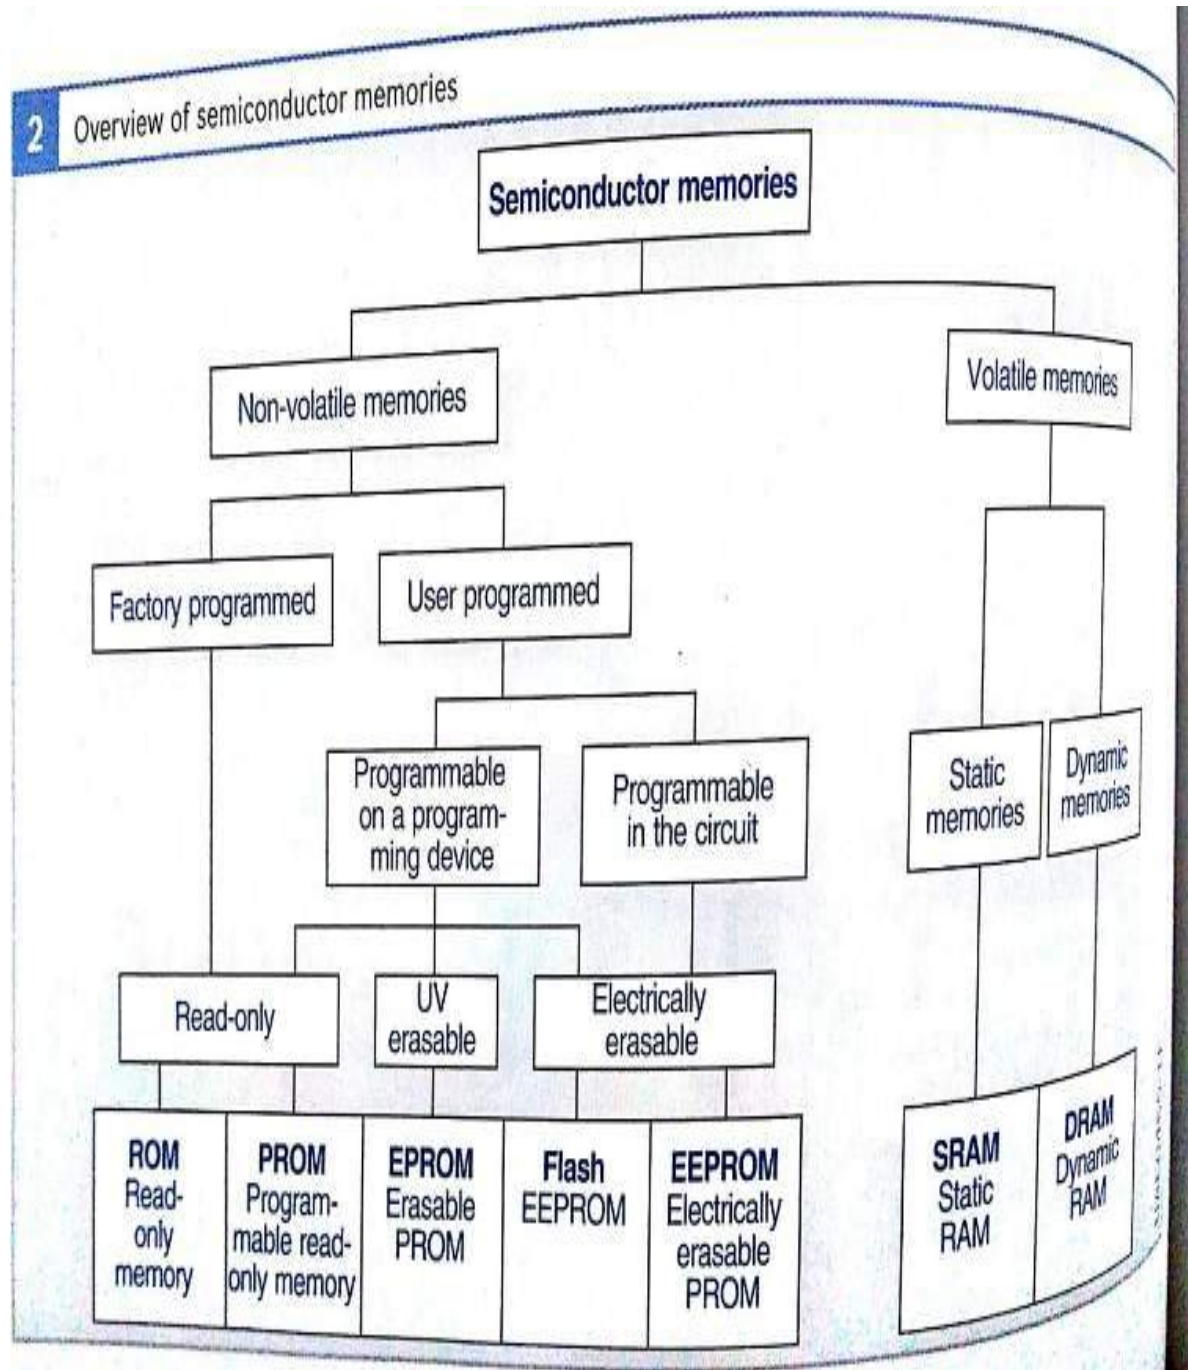 2
Overview of semiconductor memories
Semiconductor memories
Non-volatile memories
Volatile memories
Factory programmed
User programmed
Programmable
on a program-
ming device
Programmable
in the circuit
Static
memories
Dynamic
memories
Read-only
UV
erasable
Electrically
erasable
ROM
Read-
only
memory
PROM
Program-
mable read-
only memory
EPROM
Erasable
PROM
Flash
EEPROM
EEPROM
Electrically
erasable
PROM
SRAM
Static
RAM
DRAM
Dynamic
RAM